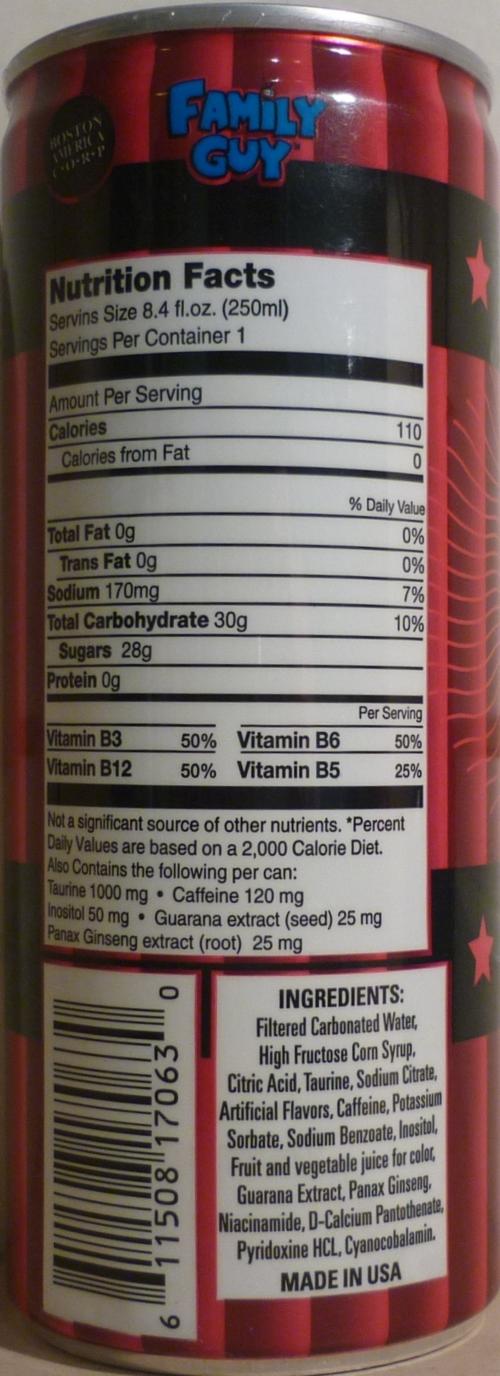 BOSTON
AMERICA
C·O·R·P
FAMiLY
GUY™
Nutrition Facts
Servins Size 8.4 fl.oz. (250ml)
Servings Per Container 1
Amount Per Serving
Calories 110
Calories from Fat 0
% Daily Value
Total Fat 0g 0%
Trans Fat 0g 0%
Sodium 170mg 7%
Total Carbohydrate 30g 10%
Sugars 28g
Protein 0g
Per Serving
Vitamin B3 50% Vitamin B6 50%
Vitamin B12 50% Vitamin B5 25%
Not a significant source of other nutrients. *Percent
Daily Values are based on a 2,000 Calorie Diet.
Also Contains the following per can:
Taurine 1000 mg • Caffeine 120 mg
Inositol 50 mg • Guarana extract (seed) 25 mg
Panax Ginseng extract (root) 25 mg
6 11508 17063 0
INGREDIENTS:
Filtered Carbonated Water,
High Fructose Corn Syrup,
Citric Acid, Taurine, Sodium Citrate,
Artificial Flavors, Caffeine, Potassium
Sorbate, Sodium Benzoate, Inositol,
Fruit and vegetable juice for color,
Guarana Extract, Panax Ginseng,
Niacinamide, D-Calcium Pantothenate,
Pyridoxine HCL, Cyanocobalamin.
MADE IN USA